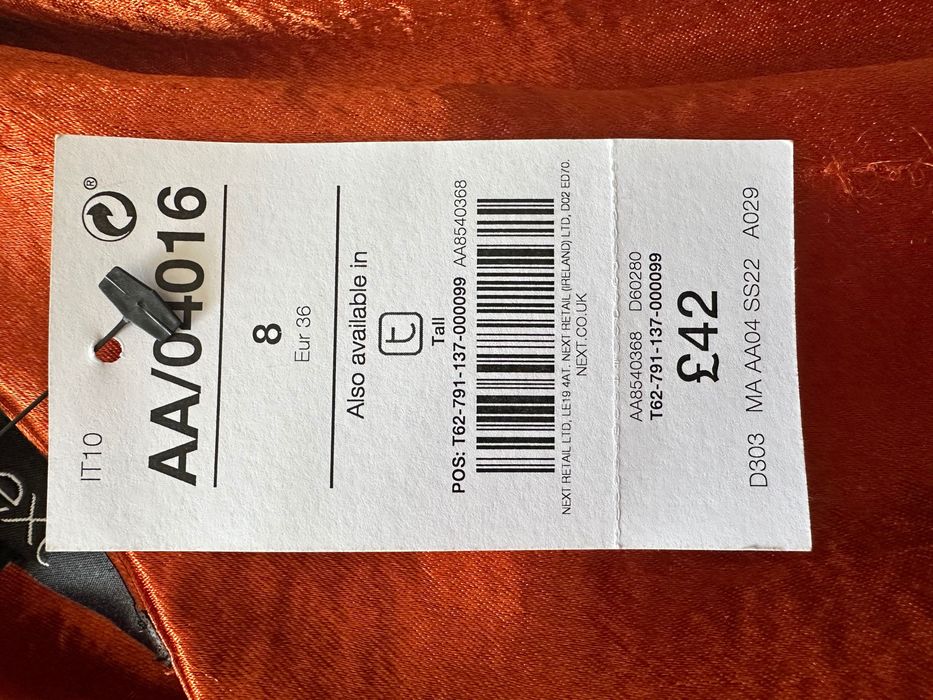 IT10
®
AA/04016
8
Eur 36
Also available in
t
Tall
POS: T62-791-137-000099 AA8540368
NEXT RETAIL LTD, LE19 4AT. NEXT RETAIL (IRELAND) LTD, D02 ED70.
NEXT.CO.UK
AA8540368 D60280
T62-791-137-000099
£42
D303 MA AA04 SS22 A029